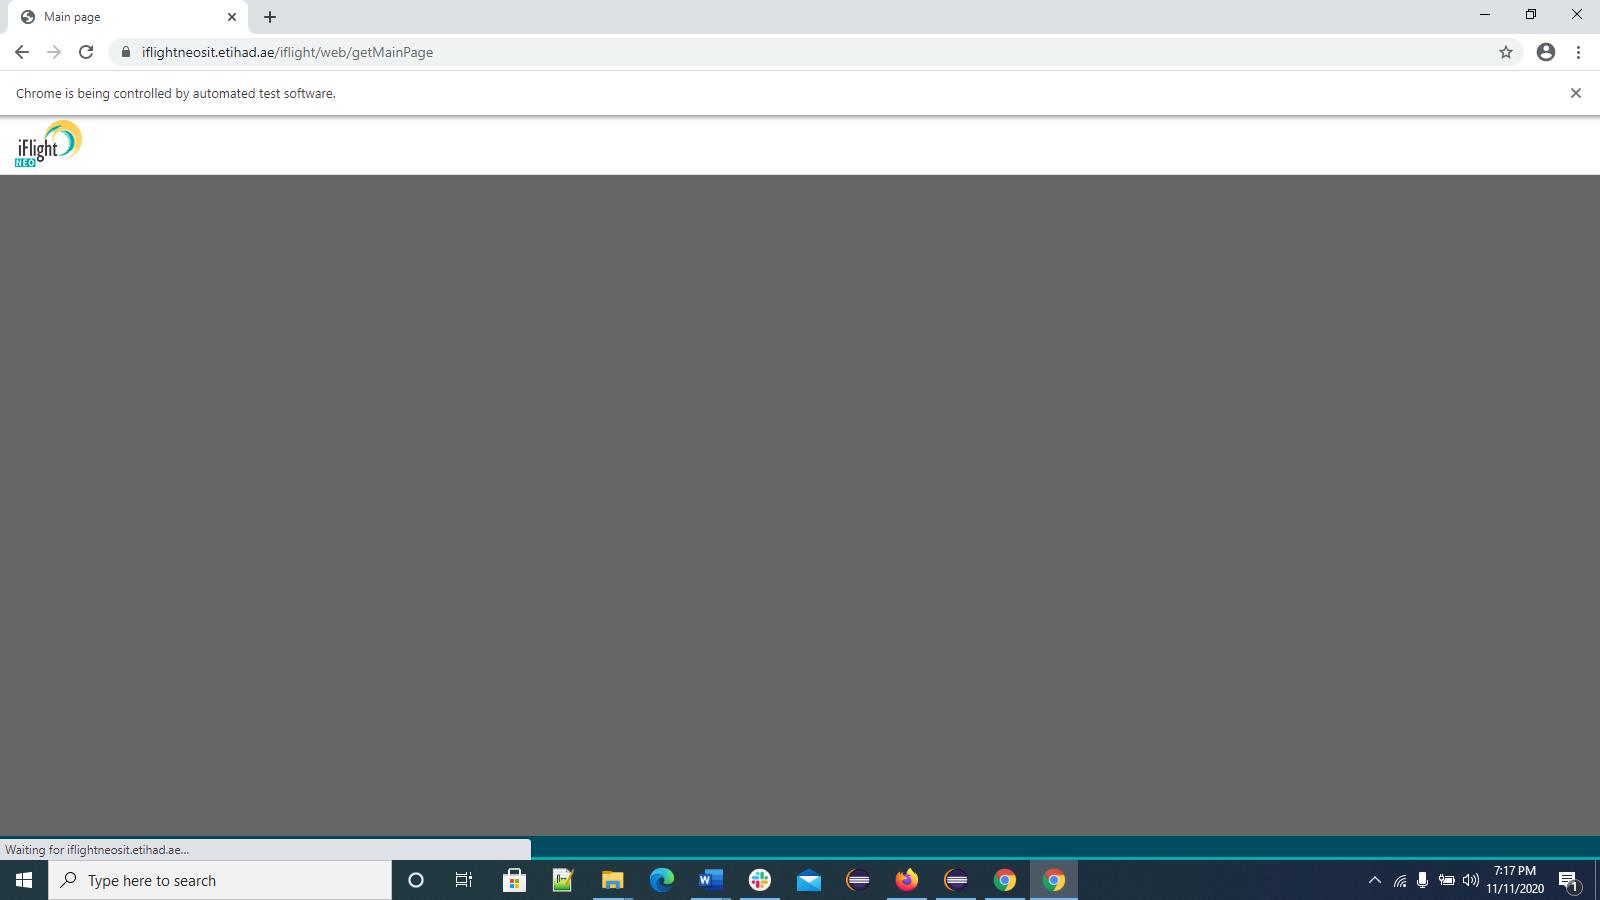 Main page
iflightneosit.etihad.ae/iflight/web/getMainPage
Chrome is being controlled by automated test software.
iFlight
NEO
Waiting for iflightneosit.etihad.ae...
Type here to search
W
7:17 PM
11/11/2020
1